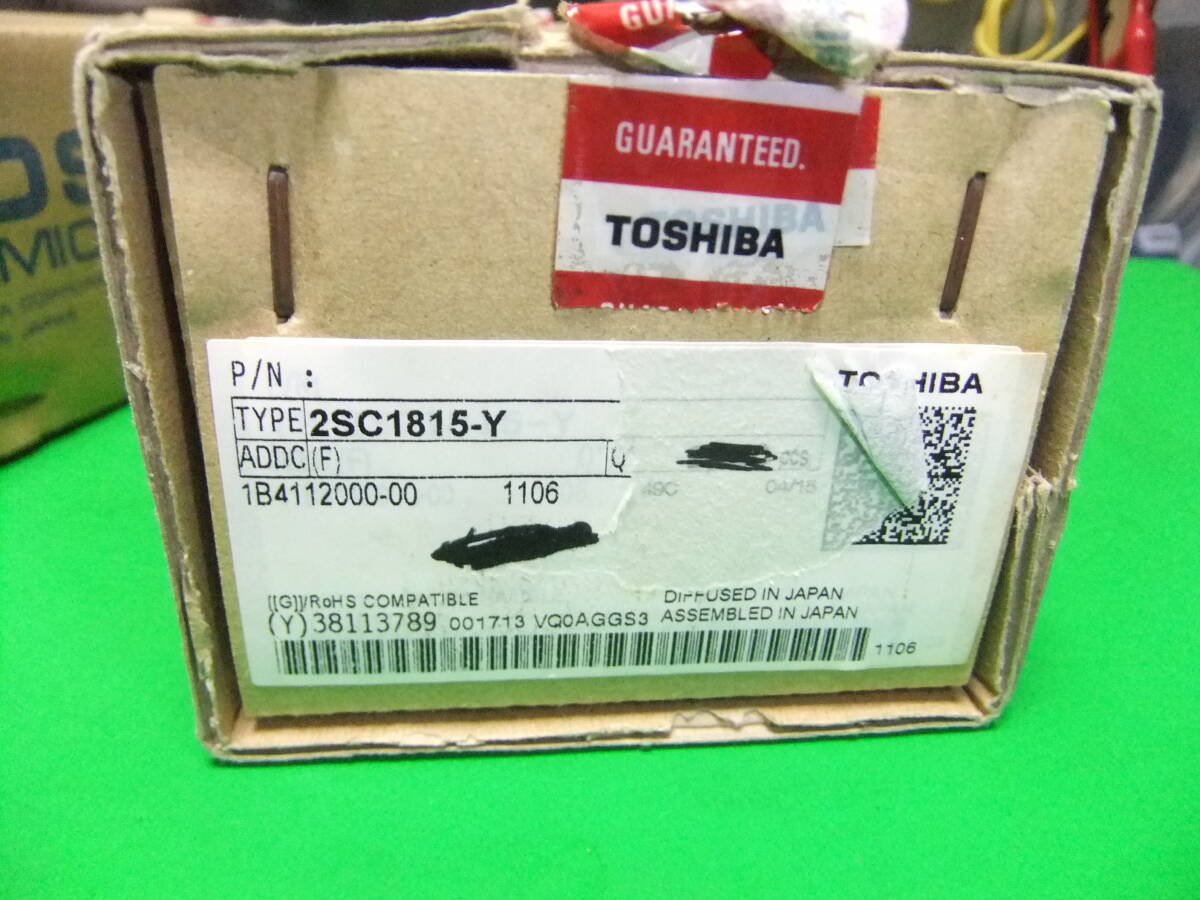 GUARANTEED.
TOSHIBA
P/N :
TOSHIBA
TYPE 2SC1815-Y
ADDC (F) Q
1B4112000-00 1106 49C 04/15
[[G]]/RoHS COMPATIBLE DIFFUSED IN JAPAN
(Y)38113789 001713 VQ0AGGS3 ASSEMBLED IN JAPAN
1106